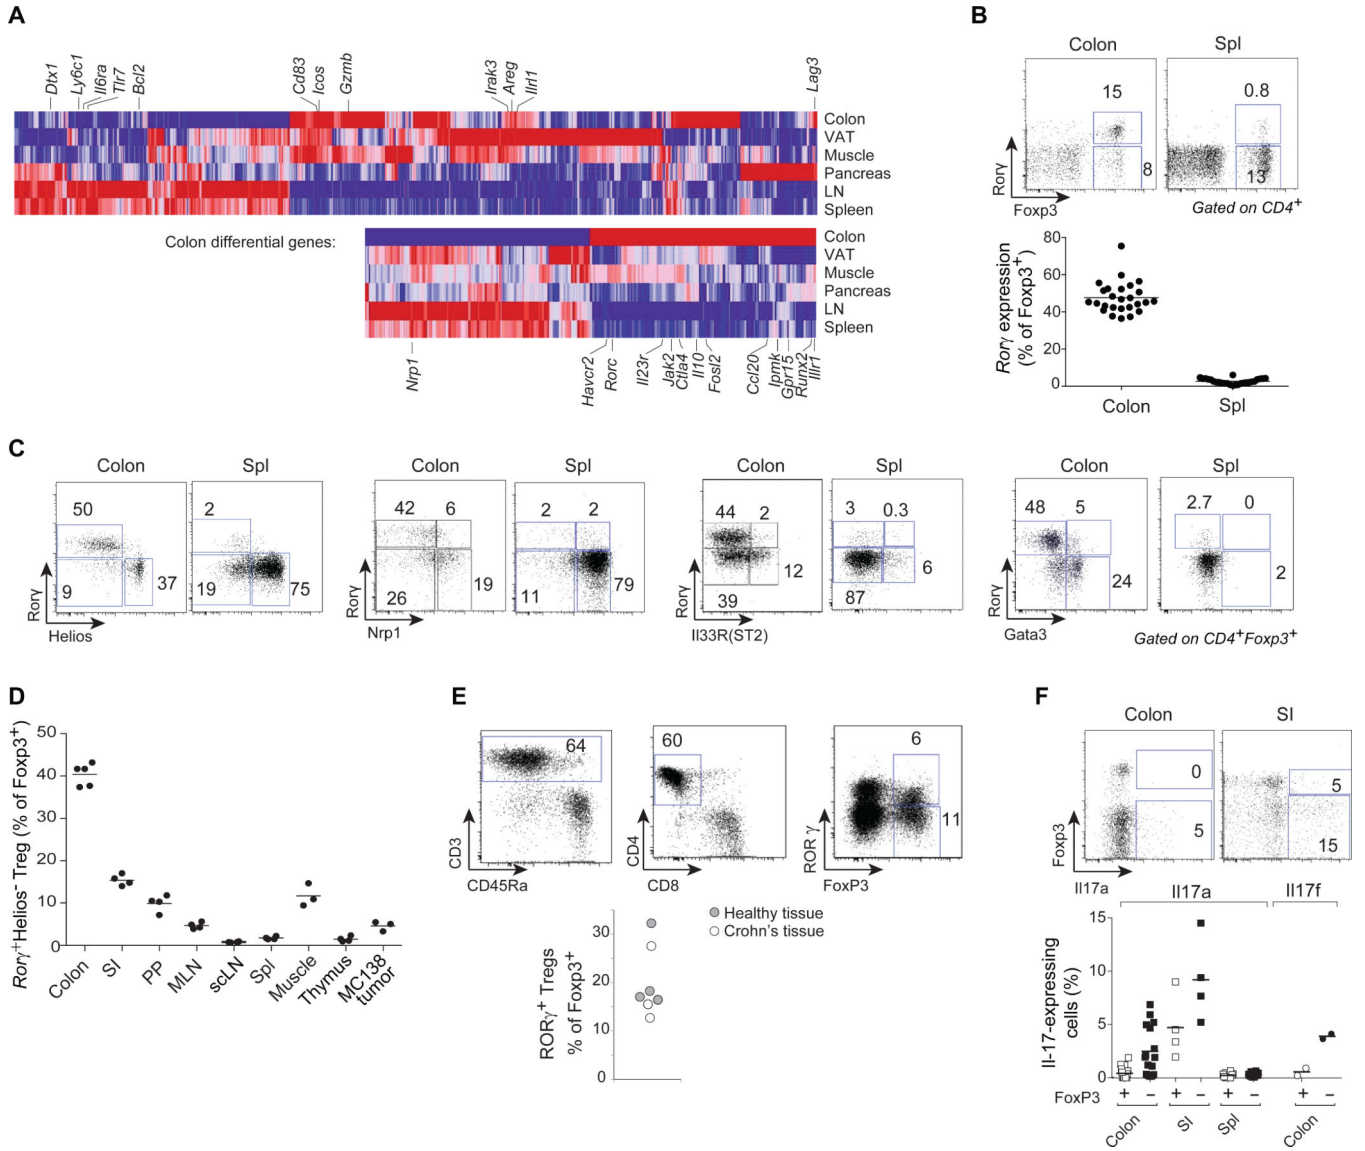 A
Dtx1
Ly6c1
Il6ra
Tlr7
Bcl2
Cd83
Icos
Gzmb
Irak3
Areg
Ilrl1
Lag3
Colon
VAT
Muscle
Pancreas
LN
Spleen
Colon differential genes:
Colon
VAT
Muscle
Pancreas
LN
Spleen
Nrp1
Havcr2
Rorc
Il23r
Jak2
Ctla4
Il10
Fosl2
Ccl20
Ipmk
Gpr15
Runx2
Illr1
B
Colon Spl
15 0.8
8 13
Rorγ
Foxp3
Gated on CD4+
Rorγ expression
(% of Foxp3+)
80
60
40
20
0
Colon Spl
C
Colon Spl
50 2
9 37 19 75
Rorγ
Helios
Colon Spl
42 6 2 2
26 19 11 79
Rorγ
Nrp1
Colon Spl
44 2 3 0.3
12 6
39 87
Rorγ
Il33R(ST2)
Colon Spl
48 5 2.7 0
24 2
Rorγ
Gata3
Gated on CD4+Foxp3+
D
Rorγ+Helios- Treg (% of Foxp3+)
50
40
30
20
10
0
Colon
SI
PP
MLN
scLN
Spl
Muscle
Thymus
MC138
tumor
E
64
CD3
CD45Ra
60
CD4
CD8
6
11
ROR γ
FoxP3
Healthy tissue
Crohn's tissue
RORγ+ Tregs
% of Foxp3+
30
20
10
0
F
Colon SI
0 5
5 15
Foxp3
Il17a
Il17a Il17f
Il-17-expressing
cells (%)
15
10
5
0
FoxP3 + − + − + − + −
Colon
SI
Spl
Colon